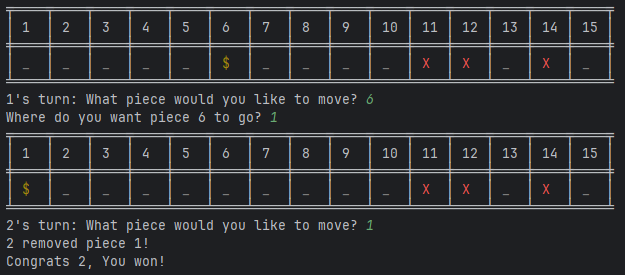 1 2 3 4 5 6 7 8 9 10 11 12 13 14 15
_ _ _ _ _ $ _ _ _ _ X X _ X _
1's turn: What piece would you like to move? 6
Where do you want piece 6 to go? 1
1 2 3 4 5 6 7 8 9 10 11 12 13 14 15
$ _ _ _ _ _ _ _ _ _ X X _ X _
2's turn: What piece would you like to move? 1
2 removed piece 1!
Congrats 2, You won!